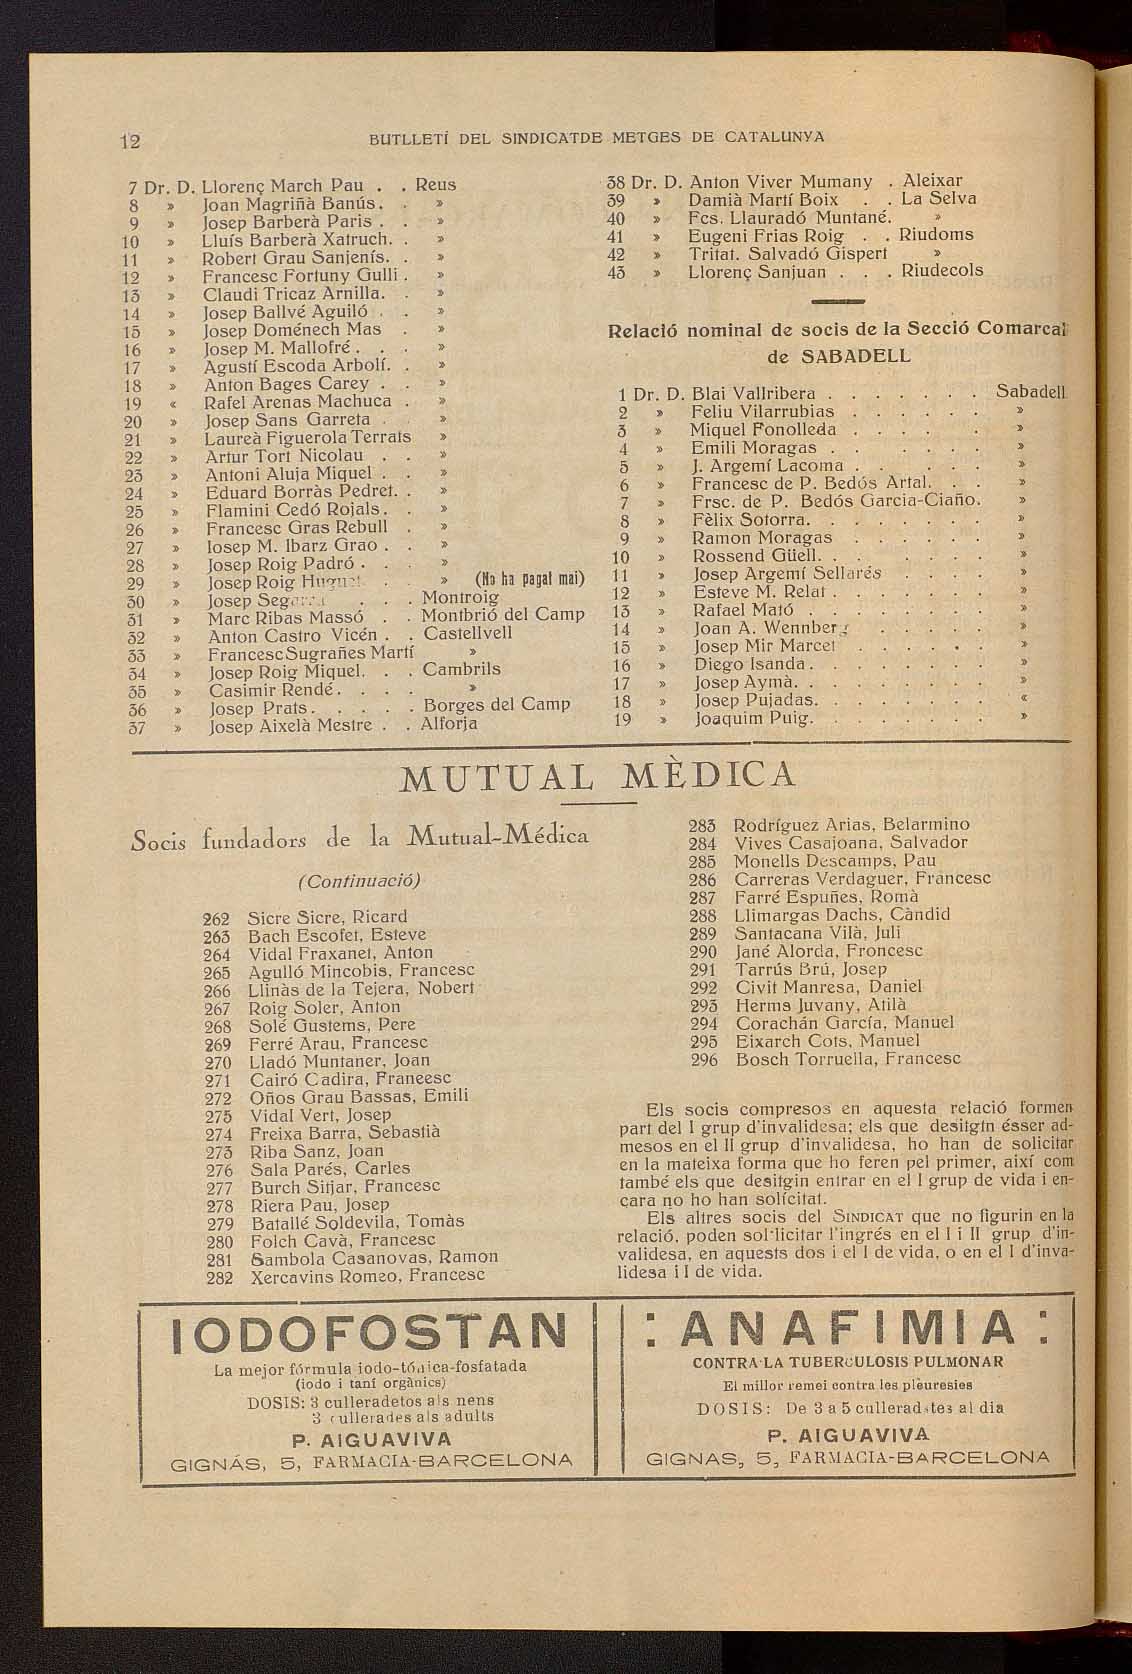 12
BUTLLETÍ DEL SINDICATDE METGES DE CATALUNYA
7 Dr. D. Llorenç March Pau . . Reus
8 » Joan Magriñà Banús. . »
9 » Josep Barberà Paris . . »
10 » Lluís Barberà Xatruch. . »
11 » Robert Grau Sanjenís. . »
12 » Francesc Fortuny Gulli . »
13 » Claudi Tricaz Arnilla. . »
14 » Josep Ballvé Aguiló . . »
15 » Josep Doménech Mas . »
16 » Josep M. Mallofré . . . »
17 » Agustí Escoda Arbolí. . »
18 » Anton Bages Carey . . »
19 « Rafel Arenas Machuca . »
20 » Josep Sans Garreta . . »
21 » Laureà Figuerola Terrats »
22 » Artur Tort Nicolau . . »
23 » Antoni Aluja Miquel . . »
24 » Eduard Borràs Pedret. . »
25 » Flamini Cedó Rojals. . »
26 » Francesc Gras Rebull . »
27 » Iosep M. Ibarz Grao . . »
28 » Josep Roig Padró . . . »
29 » Josep Roig Huguet . » (No ha pagat mai)
30 » Josep Segarra . . . Montroig
31 » Marc Ribas Massó . . Montbrió del Camp
32 » Anton Castro Vicén . . Castellvell
33 » Francesc Sugrañes Martí »
34 » Josep Roig Miquel. . . Cambrils
35 » Casimir Rendé. . . . »
36 » Josep Prats. . . . . . Borges del Camp
37 » Josep Aixelà Mestre . . Alforja
38 Dr. D. Anton Viver Mumany . Aleixar
39 » Damià Martí Boix . . La Selva
40 » Fcs. Llauradó Muntané. »
41 » Eugeni Frias Roig . . Riudoms
42 » Tritat. Salvadó Gispert »
43 » Llorenç Sanjuan . . . Riudecols
Relació nominal de socis de la Secció Comarcal
de SABADELL
1 Dr. D. Blai Vallribera . . . . . . . Sabadell
2 » Feliu Vilarrubias . . . . . . »
3 » Miquel Fonolleda . . . . . »
4 » Emili Moragas . . . . . . »
5 » J. Argemí Lacoma . . . . . »
6 » Francesc de P. Bedós Artal. . . »
7 » Frsc. de P. Bedós Garcia-Ciaño. »
8 » Fèlix Sotorra. . . . . . . . »
9 » Ramon Moragas . . . . . . »
10 » Rossend Güell. . . . . . . »
11 » Josep Argemí Sellarés . . . . »
12 » Esteve M. Relat . . . . . . . »
13 » Rafael Mató . . . . . . . . »
14 » Joan A. Wennberg . . . . . »
15 » Josep Mir Marcet . . . . . . »
16 » Diego Isanda . . . . . . . . »
17 » Josep Aymà. . . . . . . . . »
18 » Josep Pujadas. . . . . . . . «
19 » Joaquim Puig. . . . . . . . »
MUTUAL MÈDICA
Socis fundadors de la Mutual-Médica
(Continuació)
262 Sicre Sicre, Ricard
263 Bach Escofet, Esteve
264 Vidal Fraxanet, Anton
265 Agulló Mincobis, Francesc
266 Llinàs de la Tejera, Nobert
267 Roig Soler, Anton
268 Solé Gustems, Pere
269 Ferré Arau, Francesc
270 Lladó Muntaner, Joan
271 Cairó Cadira, Franeesc
272 Oños Grau Bassas, Emili
273 Vidal Vert, Josep
274 Freixa Barra, Sebastià
275 Riba Sanz, Joan
276 Sala Parés, Carles
277 Burch Sitjar, Francesc
278 Riera Pau, Josep
279 Batallé Soldevila, Tomàs
280 Folch Cavà, Francesc
281 Sambola Casanovas, Ramon
282 Xercavins Romeo, Francesc
283 Rodríguez Arias, Belarmino
284 Vives Casajoana, Salvador
285 Monells Descamps, Pau
286 Carreras Verdaguer, Francesc
287 Farré Espuñes, Romà
288 Llimargas Dachs, Càndid
289 Santacana Vilà, Juli
290 Jané Alorda, Froncesc
291 Tarrús Brú, Josep
292 Civit Manresa, Daniel
293 Herms Juvany, Atilà
294 Corachán García, Manuel
295 Eixarch Cots, Manuel
296 Bosch Torruella, Francesc
Els socis compresos en aquesta relació formen
part del I grup d'invalidesa; els que desitgin ésser ad-
mesos en el II grup d'invalidesa, ho han de solicitar
en la mateixa forma que ho feren pel primer, així com
també els que desitgin entrar en el I grup de vida i en-
cara no ho han solícitat.
Els altres socis del SINDICAT que no figurin en la
relació, poden sol·licitar l'ingrés en el I i II grup d'in-
validesa, en aquests dos i el I de vida, o en el I d'inva-
lidesa i I de vida.
IODOFOSTAN
La mejor fórmula iodo-tónica-fosfatada
(iodo i taní orgànics)
DOSIS: 3 culleradetes als nens
3 cullerades als adults
P. AIGUAVIVA
GIGNÁS, 5, FARMACIA-BARCELONA
: ANAFIMIA :
CONTRA LA TUBERCULOSIS PULMONAR
El millor remei contra les plèuresies
DOSIS: De 3 a 5 culleradetes al dia
P. AIGUAVIVA
GIGNAS, 5, FARMACIA-BARCELONA